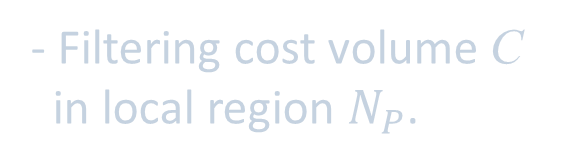 - Filtering cost volume C
in local region N_P.